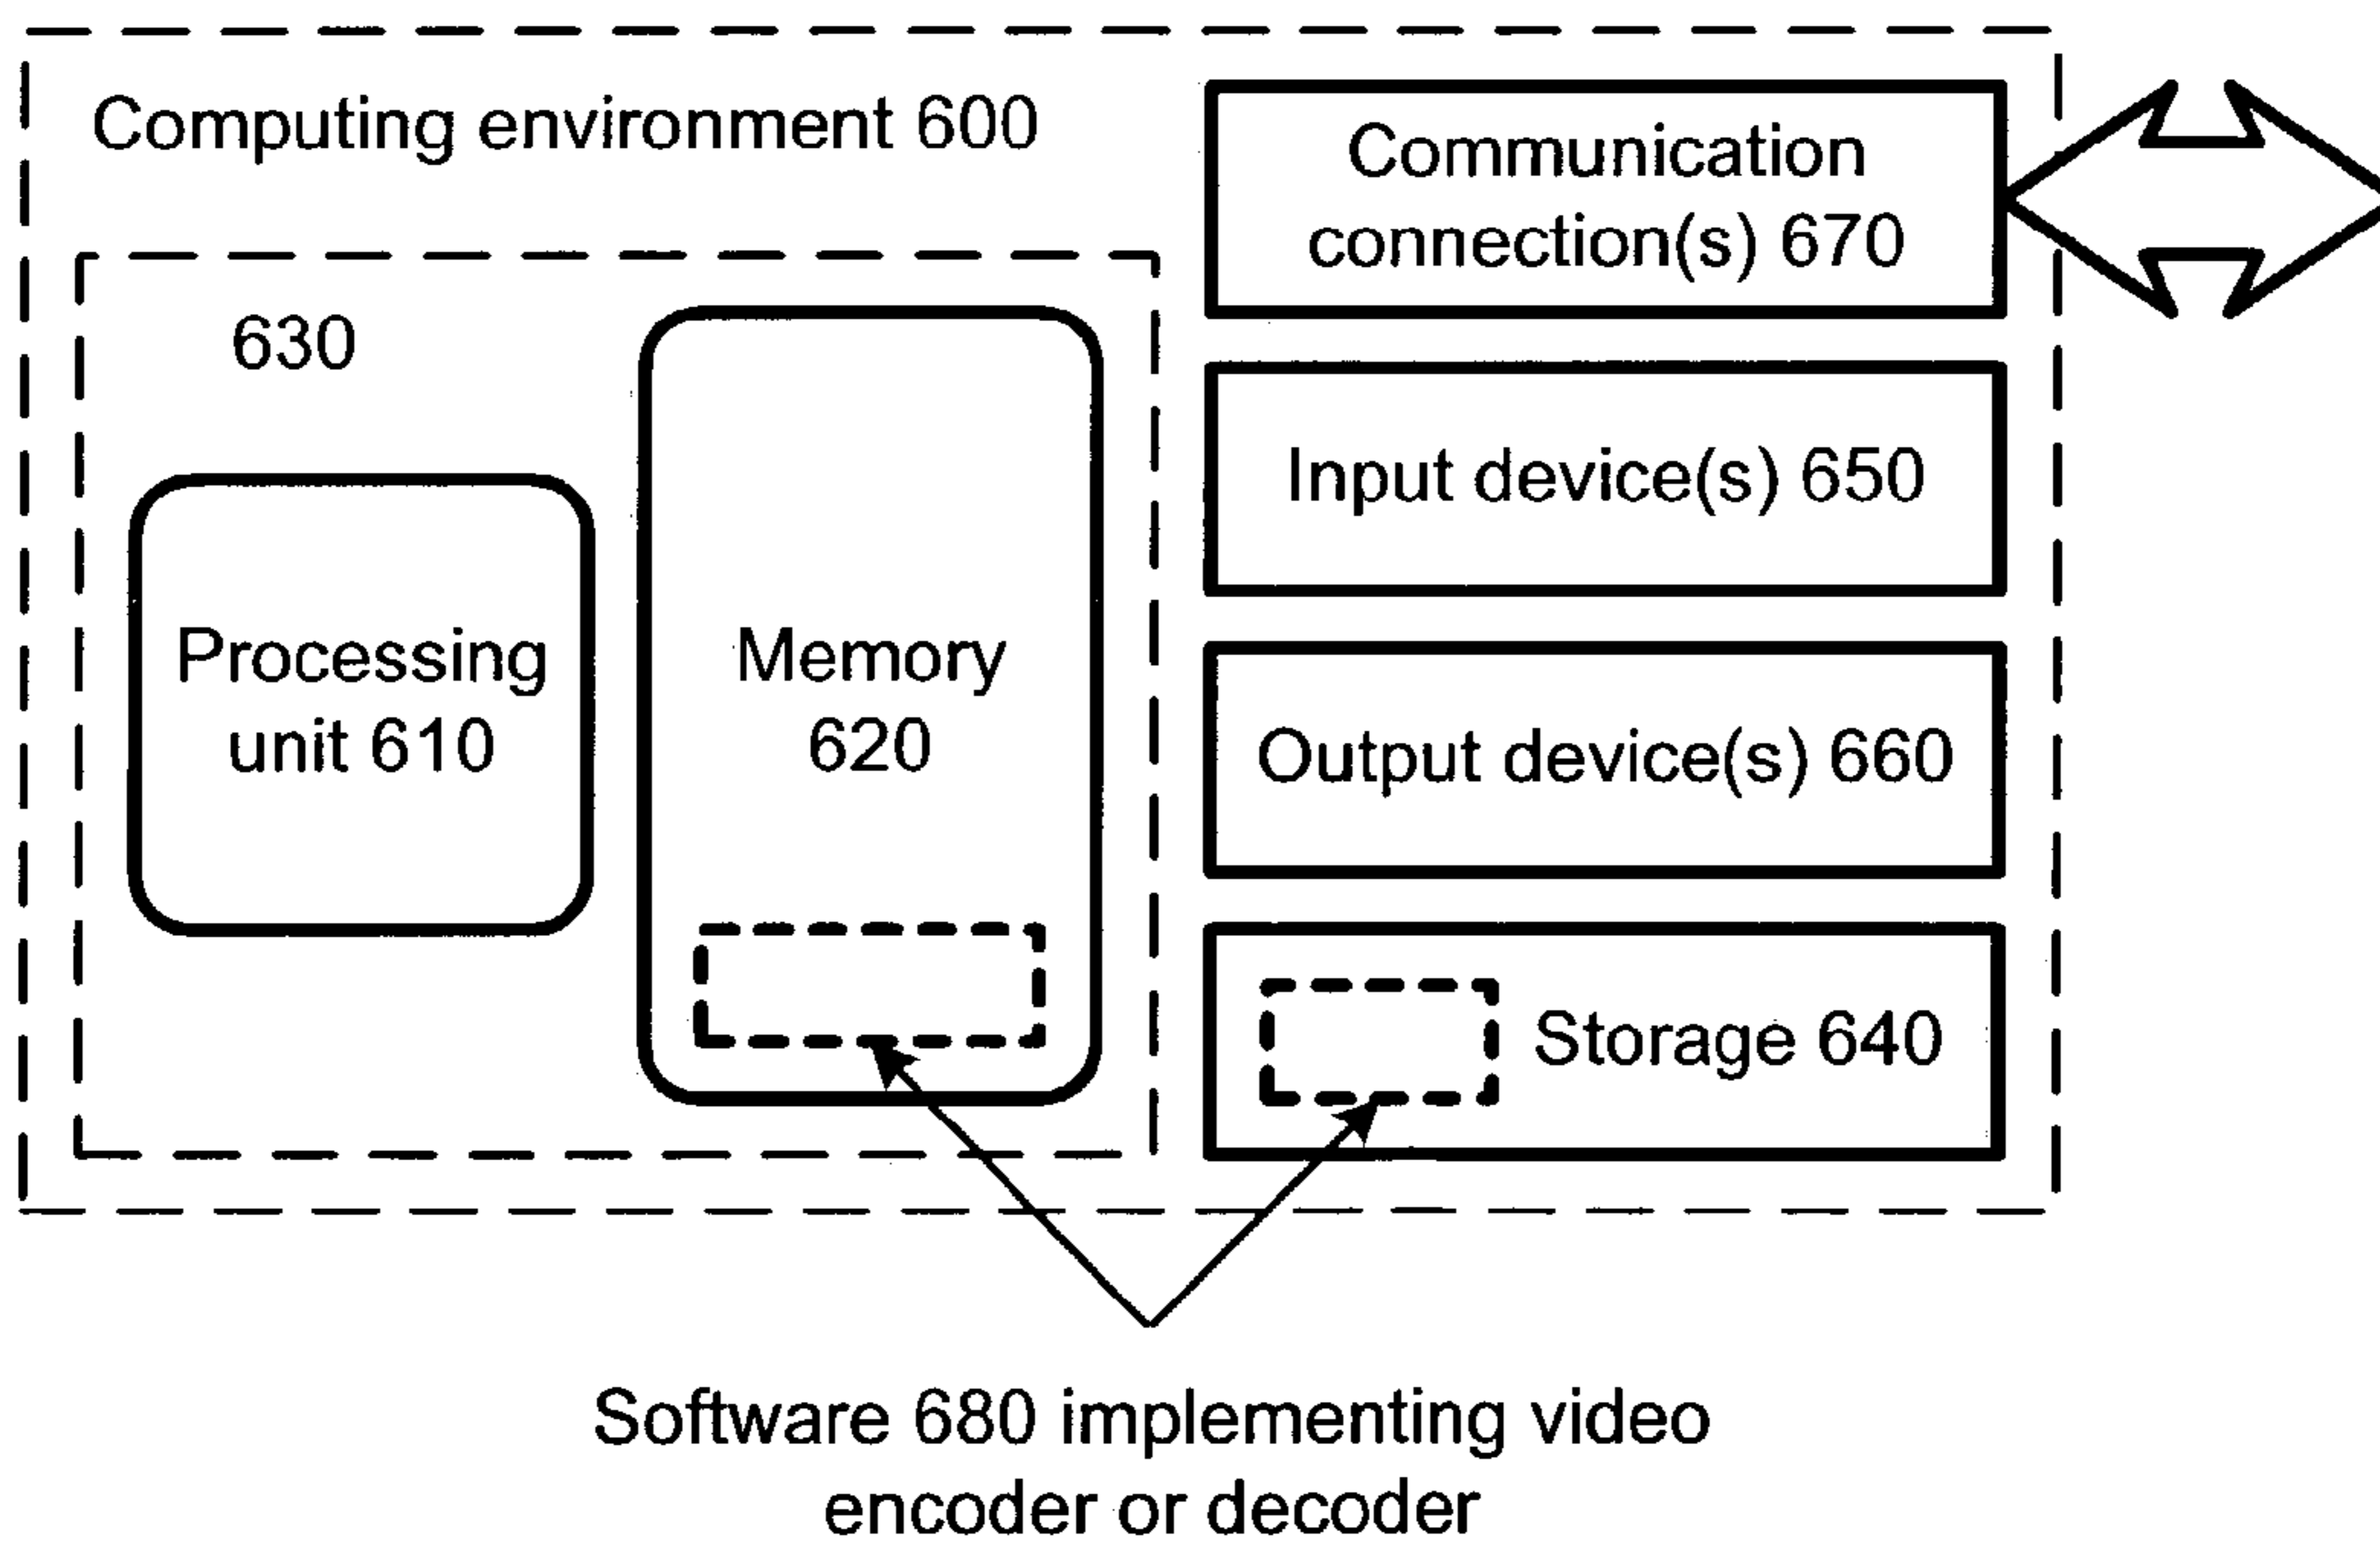 Computing environment 600
Communication
connection(s) 670
630
Input device(s) 650
Processing
unit 610
Memory
620
Output device(s) 660
Storage 640
Software 680 implementing video
encoder or decoder